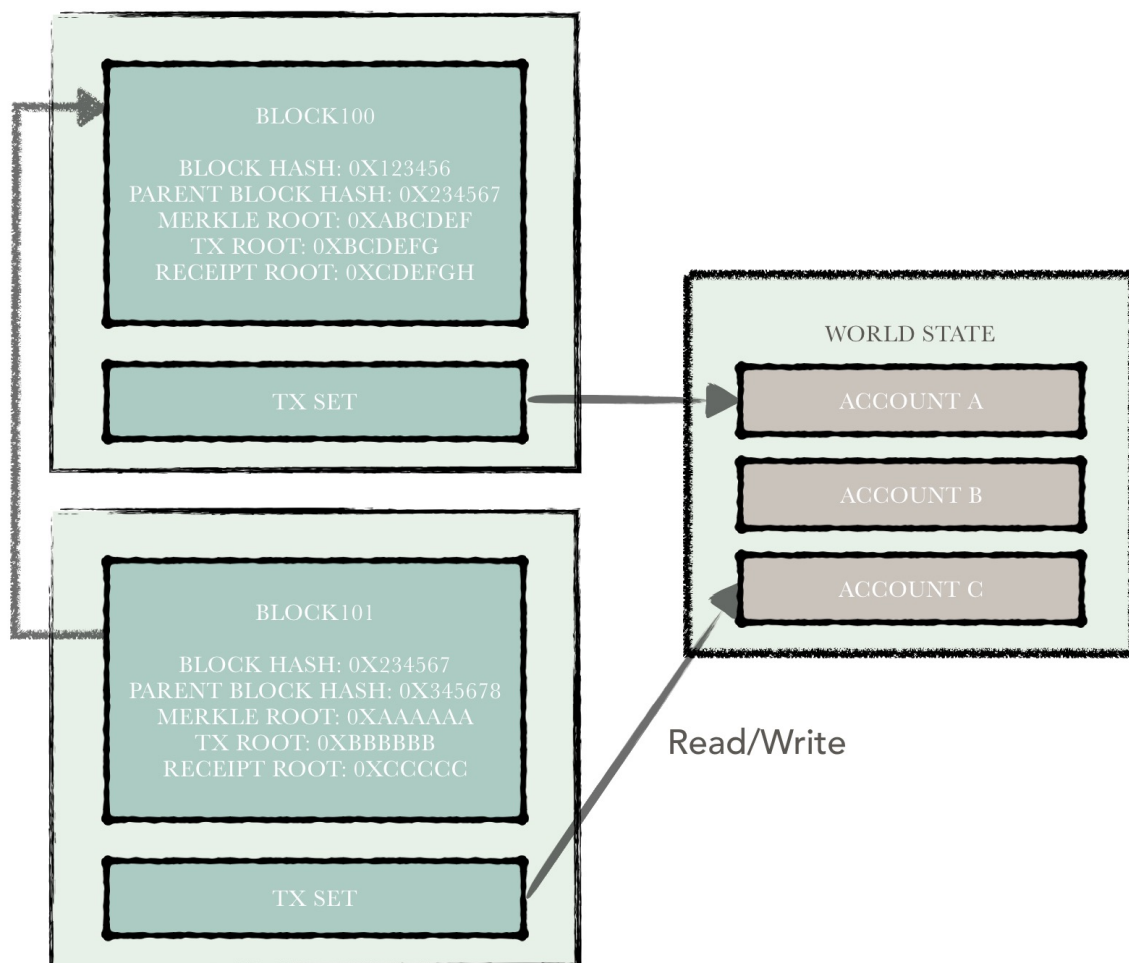 BLOCK100
BLOCK HASH: 0X123456
PARENT BLOCK HASH: 0X234567
MERKLE ROOT: 0XABCDEF
TX ROOT: 0XBCDEFG
RECEIPT ROOT: 0XCDEFGH
TX SET
WORLD STATE
ACCOUNT A
ACCOUNT B
ACCOUNT C
BLOCK101
BLOCK HASH: 0X234567
PARENT BLOCK HASH: 0X345678
MERKLE ROOT: 0XAAAAAA
TX ROOT: 0XBBBBBB
RECEIPT ROOT: 0XCCCCC
TX SET
Read/Write